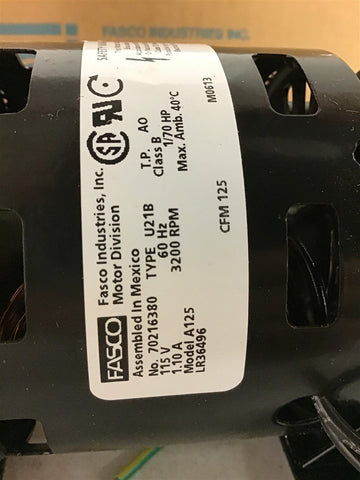 FASCO INDUSTRIES INC.
FASCO
Fasco Industries, Inc.
Motor Division
Assembled In Mexico
No. 70216380 TYPE U21B
115 V 60 Hz
1.10 A 3200 RPM
Model A125
LR36496
T.P. AO
Class B 1/70 HP
Max. Amb. 40°C
CFM 125
M0613